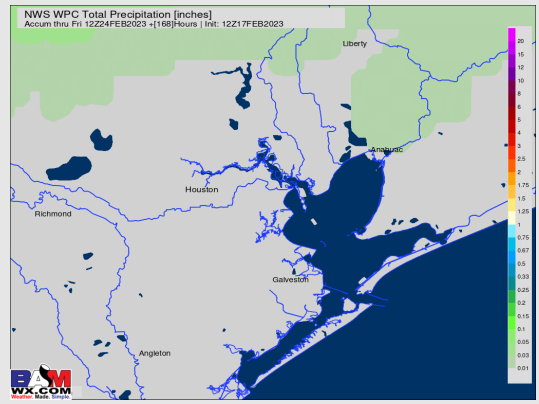 NWS WPC Total Precipitation [inches]
Accum thru Fri 12Z24FEB2023 +[168]Hours | Init: 12Z17FEB2023
Liberty
Anahuac
Houston
Richmond
Galveston
Angleton
20
15
12
10
8
6
5
4
3
2.5
2
1.75
1.5
1.25
1
0.75
0.67
0.5
0.33
0.25
0.2
0.15
0.1
0.05
0.03
0.01
BAM
WX.COM
Weather. Made. Simple.